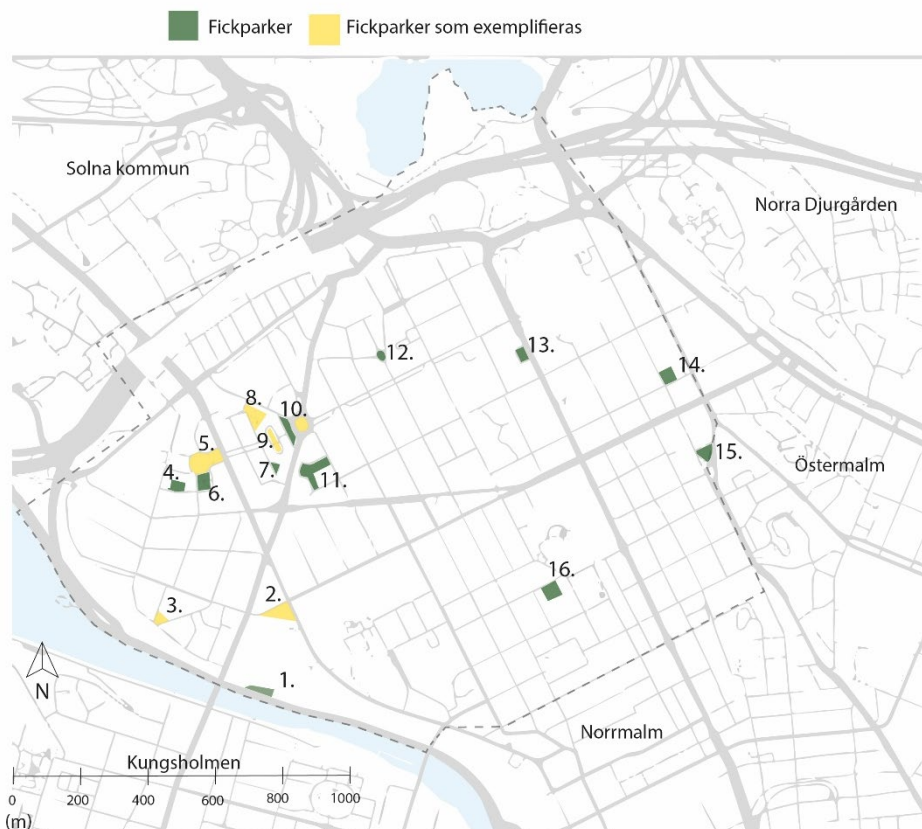 Fickparker
Fickparker som exemplifieras
Solna kommun
Norra Djurgården
12.
13.
14.
8.
10.
9.
5.
7.
4.
6.
11.
15.
Östermalm
16.
3.
2.
N
1.
Norrmalm
Kungsholmen
0 200 400 600 800 1000
(m)